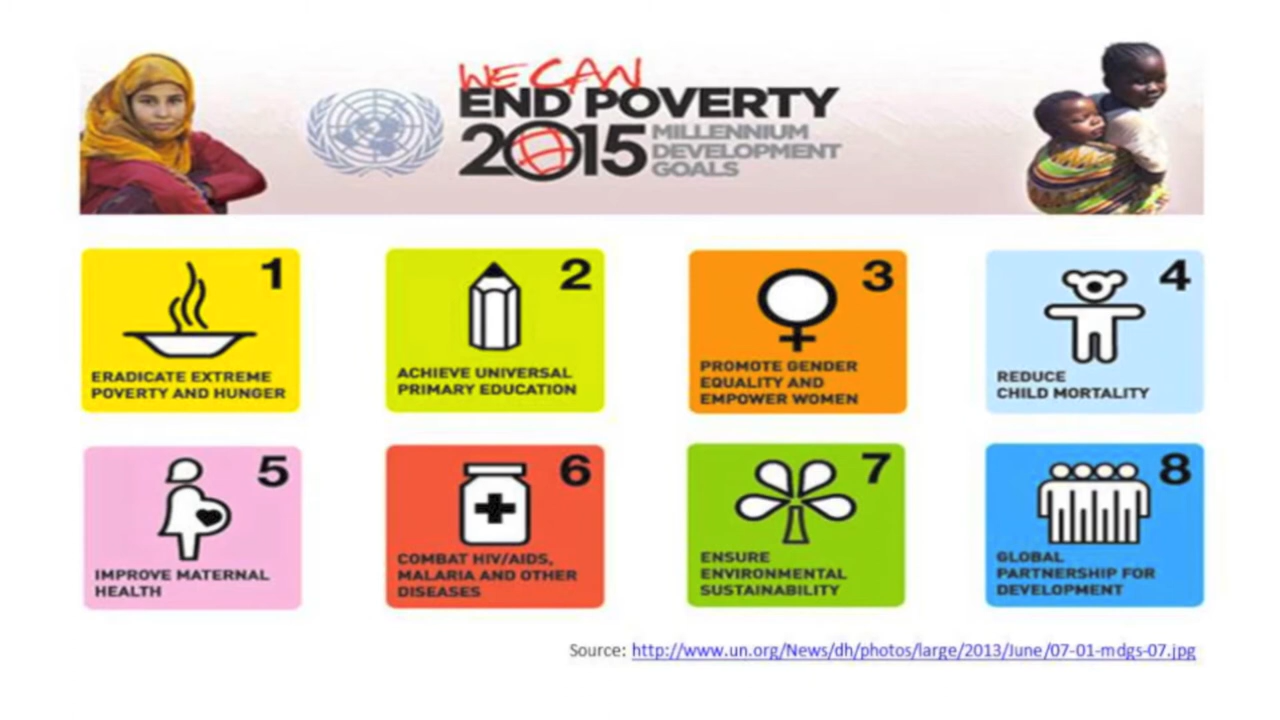 WE CAN
END POVERTY
2015 MILLENNIUM
DEVELOPMENT
GOALS
1
ERADICATE EXTREME
POVERTY AND HUNGER
2
ACHIEVE UNIVERSAL
PRIMARY EDUCATION
3
PROMOTE GENDER
EQUALITY AND
EMPOWER WOMEN
4
REDUCE
CHILD MORTALITY
5
IMPROVE MATERNAL
HEALTH
6
COMBAT HIV/AIDS,
MALARIA AND OTHER
DISEASES
7
ENSURE
ENVIRONMENTAL
SUSTAINABILITY
8
GLOBAL
PARTNERSHIP FOR
DEVELOPMENT
Source: http://www.un.org/News/dh/photos/large/2013/June/07-01-mdgs-07.jpg